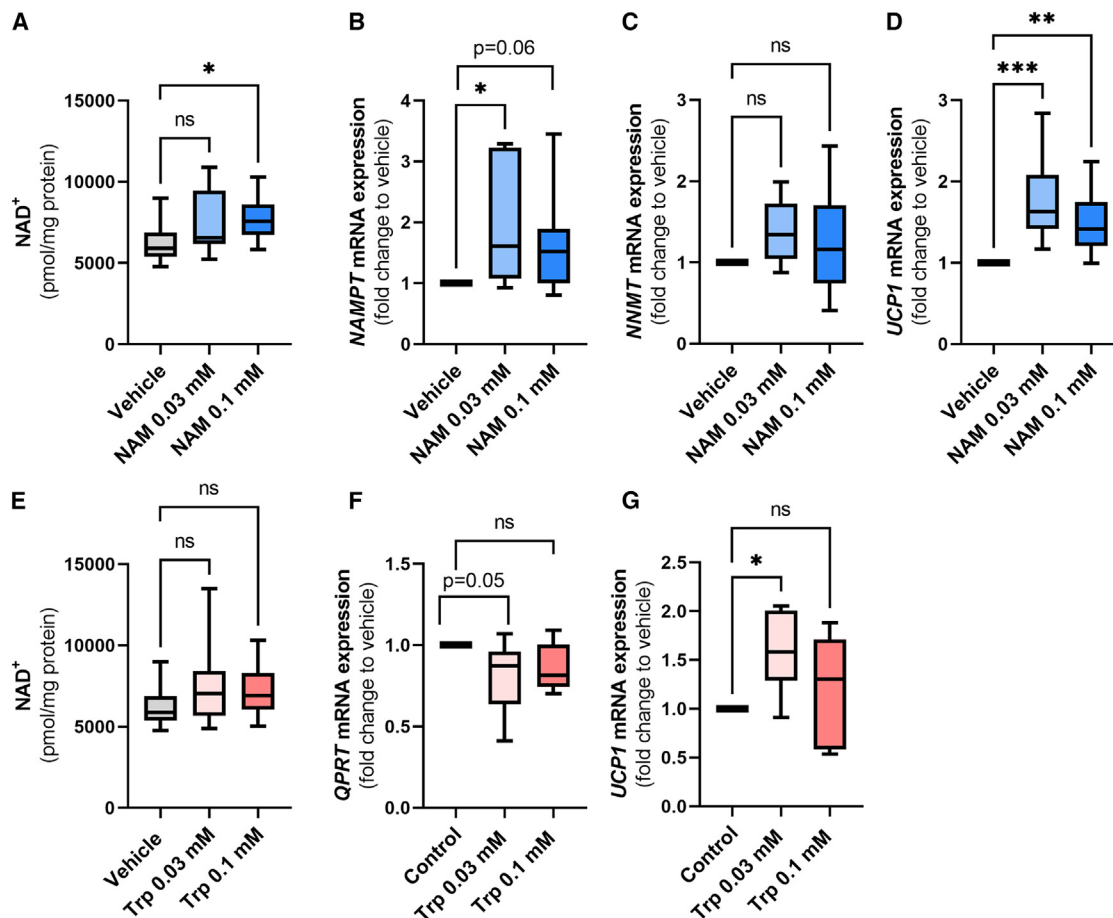 A
NAD+
(pmol/mg protein)
15000
10000
5000
0
ns
*
Vehicle
NAM 0.03 mM
NAM 0.1 mM
B
NAMPT mRNA expression
(fold change to vehicle)
4
3
2
1
0
p=0.06
*
Vehicle
NAM 0.03 mM
NAM 0.1 mM
C
NNMT mRNA expression
(fold change to vehicle)
3
2
1
0
ns
ns
Vehicle
NAM 0.03 mM
NAM 0.1 mM
D
UCP1 mRNA expression
(fold change to vehicle)
3
2
1
0
**
***
Vehicle
NAM 0.03 mM
NAM 0.1 mM
E
NAD+
(pmol/mg protein)
15000
10000
5000
0
ns
ns
Vehicle
Trp 0.03 mM
Trp 0.1 mM
F
QPRT mRNA expression
(fold change to vehicle)
1.5
1.0
0.5
0.0
ns
p=0.05
Control
Trp 0.03 mM
Trp 0.1 mM
G
UCP1 mRNA expression
(fold change to vehicle)
2.5
2.0
1.5
1.0
0.5
0.0
ns
*
Control
Trp 0.03 mM
Trp 0.1 mM